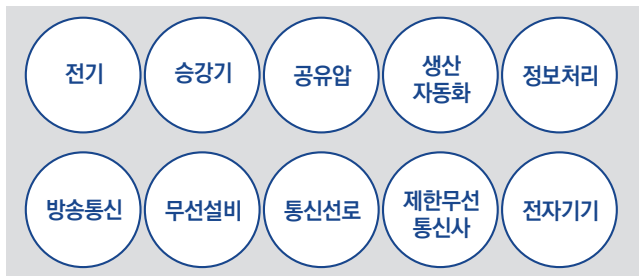 전기
승강기
공유압
생산
자동화
정보처리
방송통신
무선설비
통신선로
제한무선
통신사
전자기기